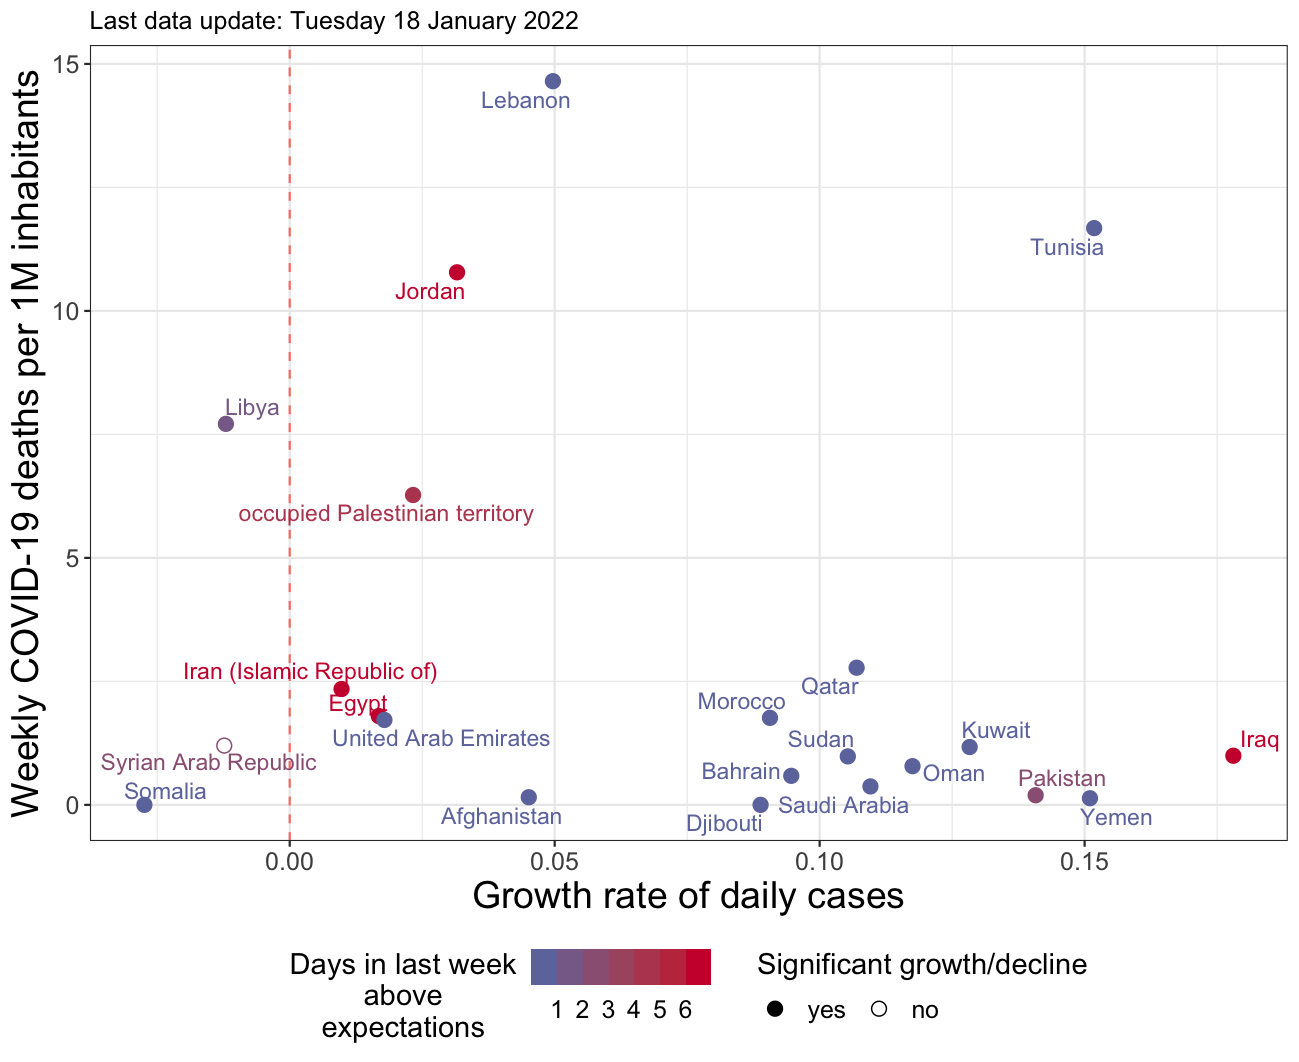 Last data update: Tuesday 18 January 2022
Weekly COVID-19 deaths per 1M inhabitants
15
10
5
0
Lebanon
Tunisia
Jordan
Libya
occupied Palestinian territory
Iran (Islamic Republic of)
Qatar
Morocco
Egypt
Kuwait
United Arab Emirates
Sudan
Iraq
Syrian Arab Republic
Bahrain
Oman
Pakistan
Somalia
Saudi Arabia
Afghanistan
Yemen
Djibouti
0.00 0.05 0.10 0.15
Growth rate of daily cases
Days in last week
above
expectations
1 2 3 4 5 6
Significant growth/decline
yes no